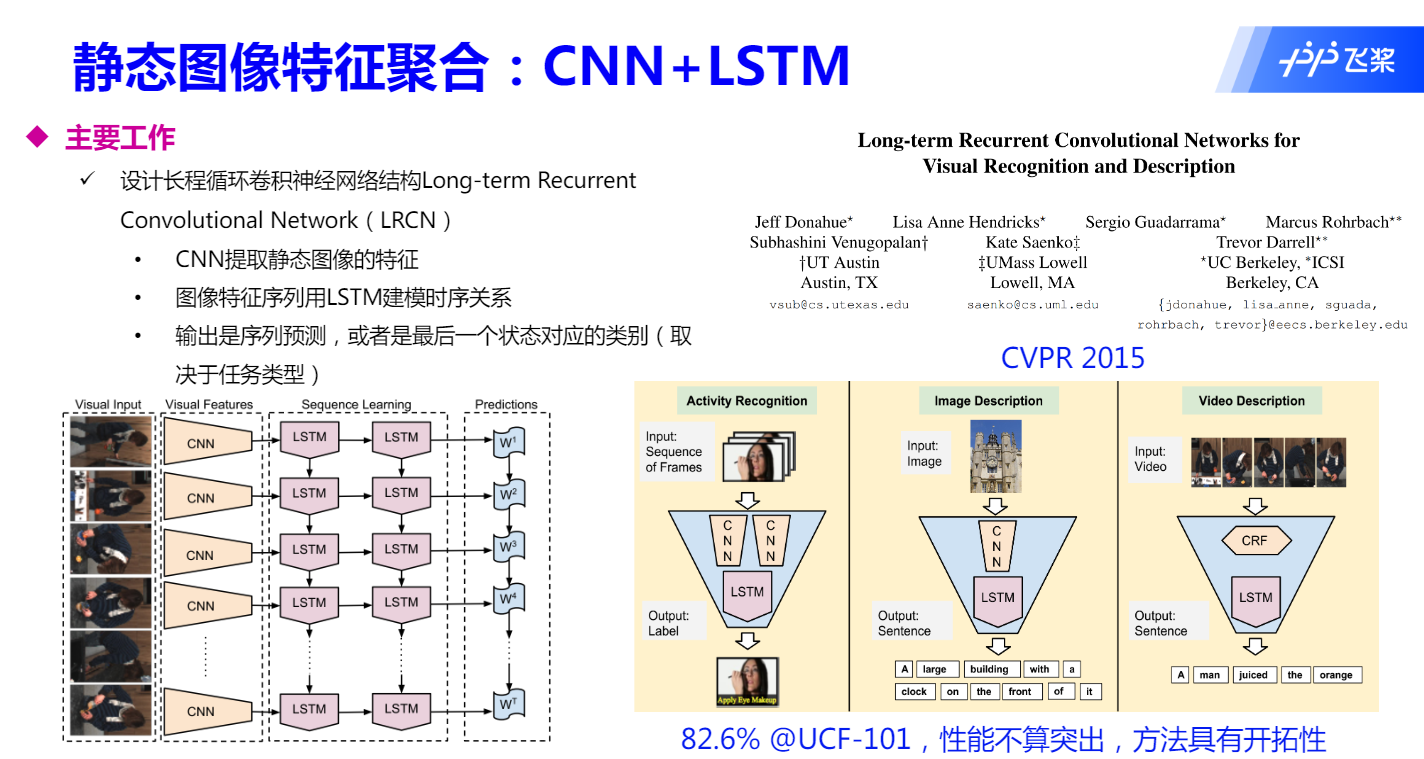 静态图像特征聚合：CNN+LSTM
飞桨
◆ 主要工作
✓ 设计长程循环卷积神经网络结构Long-term Recurrent
Convolutional Network（LRCN）
• CNN提取静态图像的特征
• 图像特征序列用LSTM建模时序关系
• 输出是序列预测，或者是最后一个状态对应的类别（取
决于任务类型）
Long-term Recurrent Convolutional Networks for
Visual Recognition and Description
Jeff Donahue* Lisa Anne Hendricks* Sergio Guadarrama* Marcus Rohrbach**
Subhashini Venugopalan† Kate Saenko‡ Trevor Darrell**
†UT Austin ‡UMass Lowell *UC Berkeley, *ICSI
Austin, TX Lowell, MA Berkeley, CA
vsub@cs.utexas.edu saenko@cs.uml.edu {jdonahue, lisa_anne, sguada,
rohrbach, trevor}@eecs.berkeley.edu
CVPR 2015
Visual Input Visual Features Sequence Learning Predictions
CNN LSTM LSTM W1
CNN LSTM LSTM W2
CNN LSTM LSTM W3
CNN LSTM LSTM W4
CNN LSTM LSTM WT
Activity Recognition
Input:
Sequence
of Frames
C
N
N
C
N
N
LSTM
Output:
Label
Apply Eye Makeup
Image Description
Input:
Image
C
N
N
LSTM
Output:
Sentence
A large building with a
clock on the front of it
Video Description
Input:
Video
CRF
LSTM
Output:
Sentence
A man juiced the orange
82.6% @UCF-101，性能不算突出，方法具有开拓性